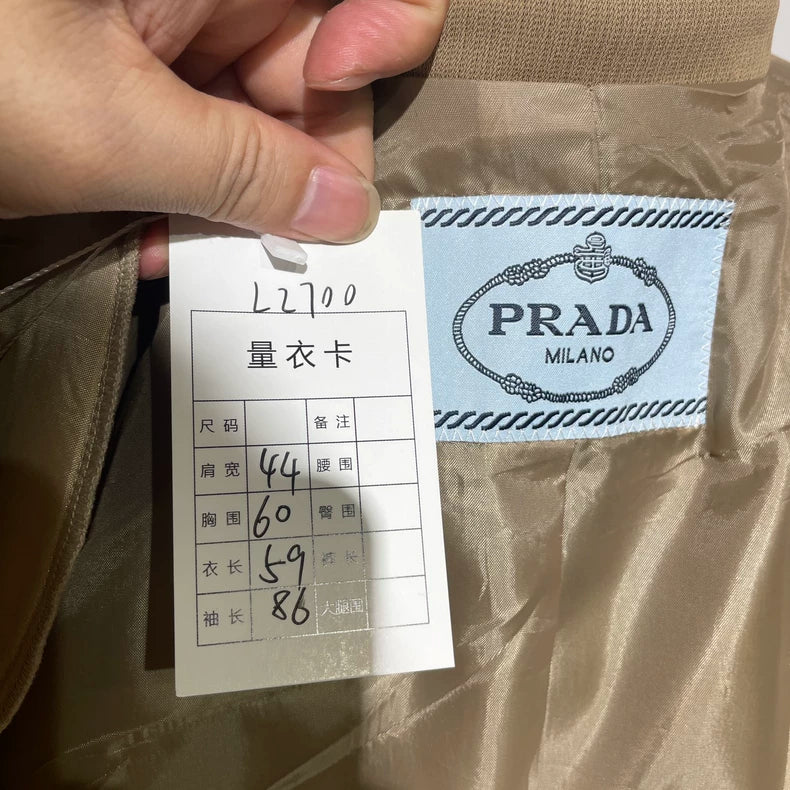 L2700
量衣卡
尺码 备注
肩宽 44 腰围
胸围 60 臀围
衣长 59 裤长
袖长 86 大腿围
PRADA
MILANO